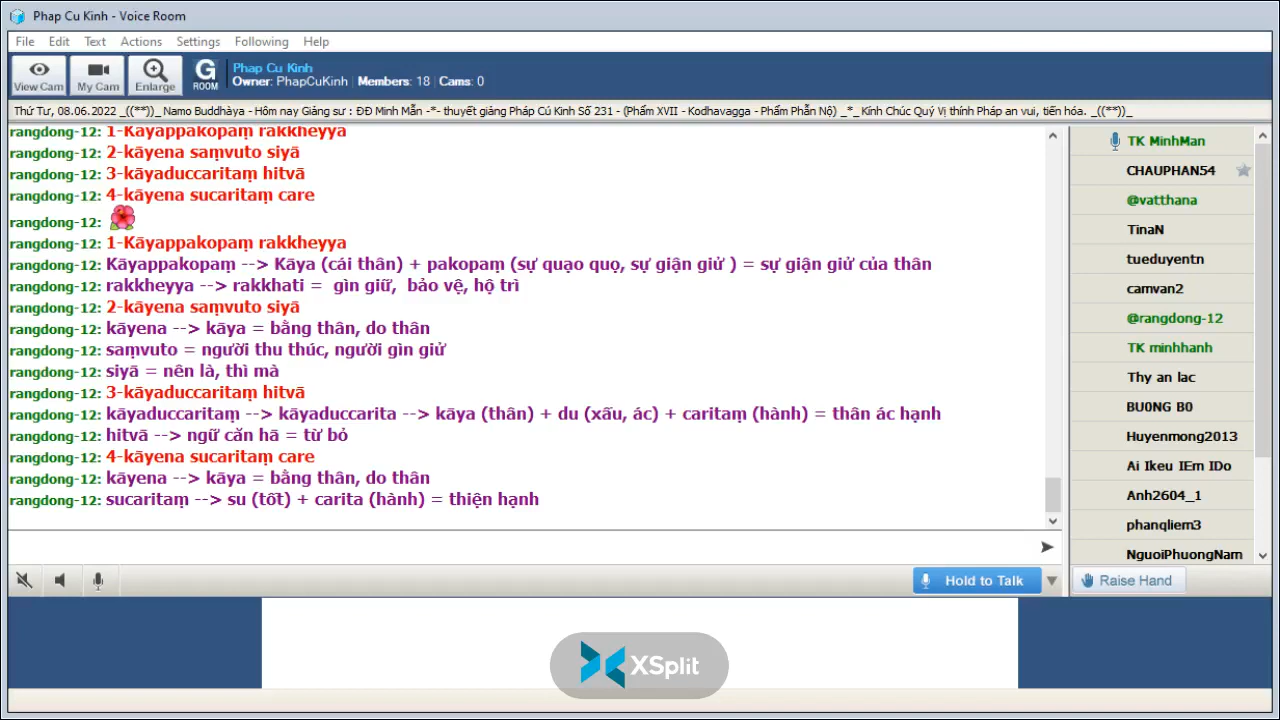 Phap Cu Kinh - Voice Room
File Edit Text Actions Settings Following Help
View Cam My Cam Enlarge G ROOM
Phap Cu Kinh
Owner: PhapCuKinh | Members: 18 | Cams: 0
Thứ Tư, 08.06.2022 _((**))_ Namo Buddhàya - Hôm nay Giảng sư : ĐĐ Minh Mẫn -*- thuyết giảng Pháp Cú Kinh Số 231 - (Phẩm XVII - Kodhavagga - Phẩm Phẫn Nộ) _*_ Kính Chúc Quý Vị thính Pháp an vui, tiến hóa. _((**))_
rangdong-12: 1-Kāyappakopaṃ rakkheyya
rangdong-12: 2-kāyena saṃvuto siyā
rangdong-12: 3-kāyaduccaritaṃ hitvā
rangdong-12: 4-kāyena sucaritaṃ care
rangdong-12:
rangdong-12: 1-Kāyappakopaṃ rakkheyya
rangdong-12: Kāyappakopaṃ --> Kāya (cái thân) + pakopaṃ (sự quạo quọ, sự giận giử ) = sự giận giử của thân
rangdong-12: rakkheyya --> rakkhati = gìn giữ, bảo vệ, hộ trì
rangdong-12: 2-kāyena saṃvuto siyā
rangdong-12: kāyena --> kāya = bằng thân, do thân
rangdong-12: saṃvuto = người thu thúc, người gìn giử
rangdong-12: siyā = nên là, thì mà
rangdong-12: 3-kāyaduccaritaṃ hitvā
rangdong-12: kāyaduccaritaṃ --> kāyaduccarita --> kāya (thân) + du (xấu, ác) + caritaṃ (hành) = thân ác hạnh
rangdong-12: hitvā --> ngữ căn hā = từ bỏ
rangdong-12: 4-kāyena sucaritaṃ care
rangdong-12: kāyena --> kāya = bằng thân, do thân
rangdong-12: sucaritaṃ --> su (tốt) + carita (hành) = thiện hạnh
TK MinhMan
CHAUPHAN54
@vatthana
TinaN
tueduyentn
camvan2
@rangdong-12
TK minhhanh
Thy an lac
BU0NG B0
Huyenmong2013
Ai Ikeu IEm IDo
Anh2604_1
phanqliem3
NguoiPhuongNam
Hold to Talk
Raise Hand
XSplit